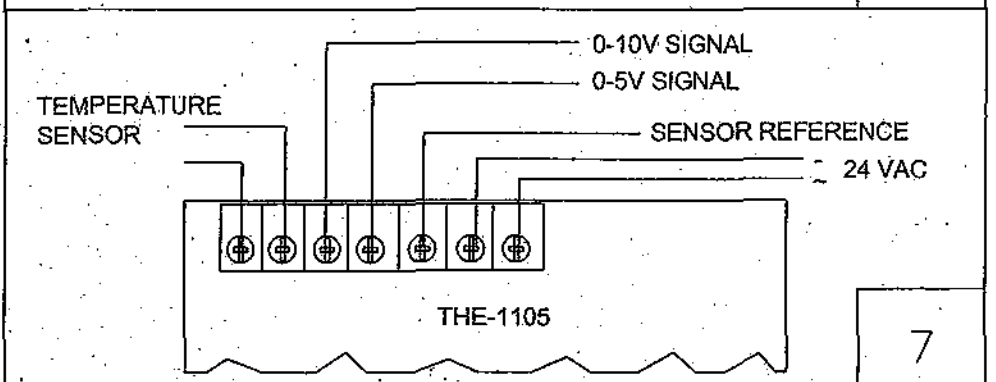 0-10V SIGNAL
0-5V SIGNAL
TEMPERATURE
SENSOR
SENSOR REFERENCE
24 VAC
THE-1105
7